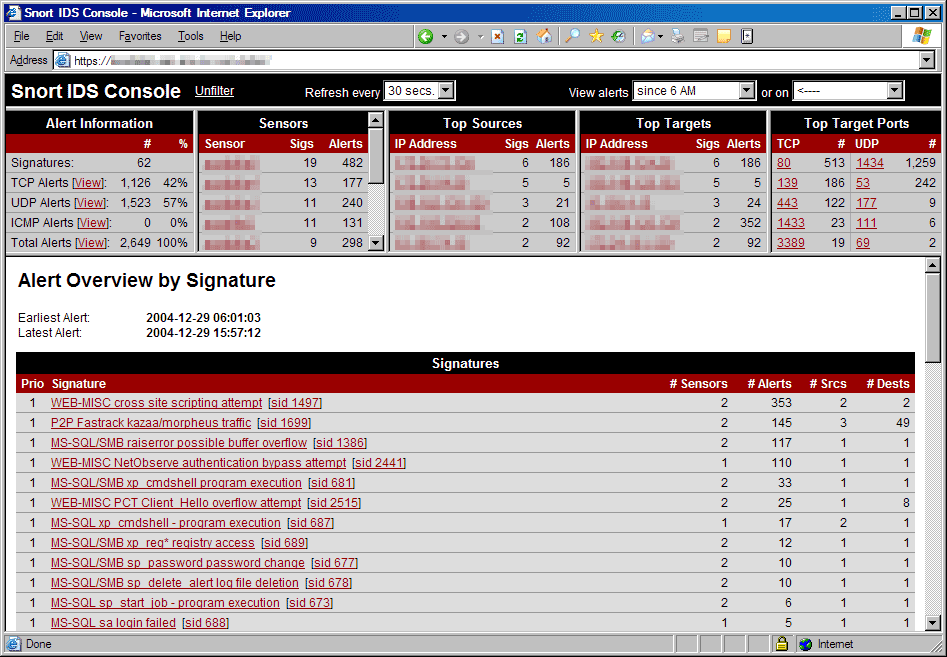 Snort IDS Console - Microsoft Internet Explorer
File Edit View Favorites Tools Help
Address https://
Snort IDS Console Unfilter Refresh every 30 secs. View alerts since 6 AM or on <----
Alert Information Sensors Top Sources Top Targets Top Target Ports
# % Sensor Sigs Alerts IP Address Sigs Alerts IP Address Sigs Alerts TCP # UDP #
Signatures: 62 19 482 6 186 6 186 80 513 1434 1,259
TCP Alerts [View]: 1,126 42% 13 177 5 5 5 5 139 186 53 242
UDP Alerts [View]: 1,523 57% 11 240 3 21 3 24 443 122 177 9
ICMP Alerts [View]: 0 0% 11 131 2 108 2 352 1433 23 111 6
Total Alerts [View]: 2,649 100% 9 298 2 92 2 92 3389 19 69 2
Alert Overview by Signature
Earliest Alert: 2004-12-29 06:01:03
Latest Alert: 2004-12-29 15:57:12
Signatures
Prio Signature # Sensors # Alerts # Srcs # Dests
1 WEB-MISC cross site scripting attempt [sid 1497] 2 353 2 2
1 P2P Fastrack kazaa/morpheus traffic [sid 1699] 2 145 3 49
1 MS-SQL/SMB raiserror possible buffer overflow [sid 1386] 2 117 1 1
1 WEB-MISC NetObserve authentication bypass attempt [sid 2441] 1 110 1 1
1 MS-SQL/SMB xp_cmdshell program execution [sid 681] 2 33 1 1
1 WEB-MISC PCT Client_Hello overflow attempt [sid 2515] 2 25 1 8
1 MS-SQL xp_cmdshell - program execution [sid 687] 1 17 2 1
1 MS-SQL/SMB xp_reg* registry access [sid 689] 2 12 1 1
1 MS-SQL/SMB sp_password password change [sid 677] 2 10 1 1
1 MS-SQL/SMB sp_delete_alert log file deletion [sid 678] 2 10 1 1
1 MS-SQL sp_start_job - program execution [sid 673] 2 6 1 1
1 MS-SQL sa login failed [sid 688] 1 5 1 1
Done Internet